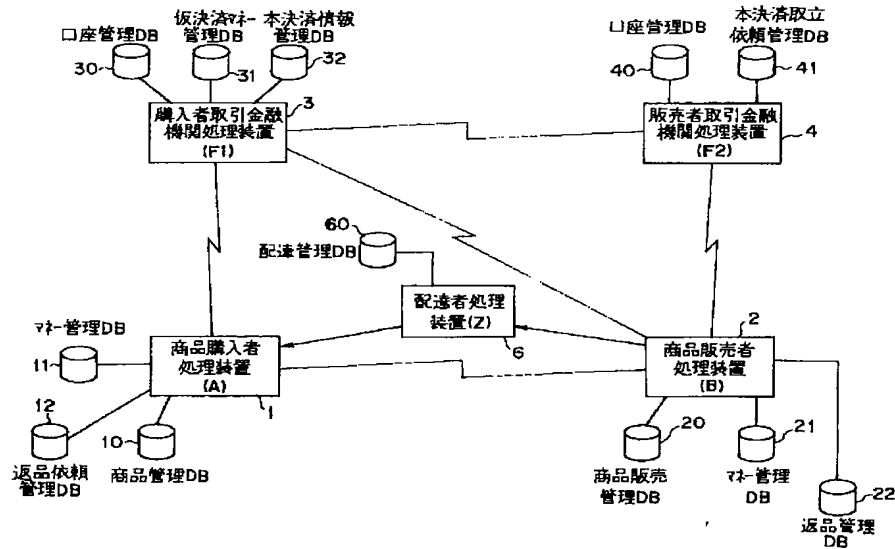 口座管理DB
仮決済マネー
管理DB
本決済情報
管理DB
口座管理DB
本決済取立
依頼管理DB
30
31
32
40
41
3
購入者取引金融
機関処理装置
(F1)
販売者取引金融
機関処理装置
(F2)
4
60
配達管理DB
配達者処理
装置(Z)
6
マネー管理DB
11
商品購入者
処理装置
(A)
1
2
商品販売者
処理装置
(B)
12
返品依頼
管理DB
10
商品管理DB
20
商品販売
管理DB
21
マネー管理
DB
22
返品管理
DB